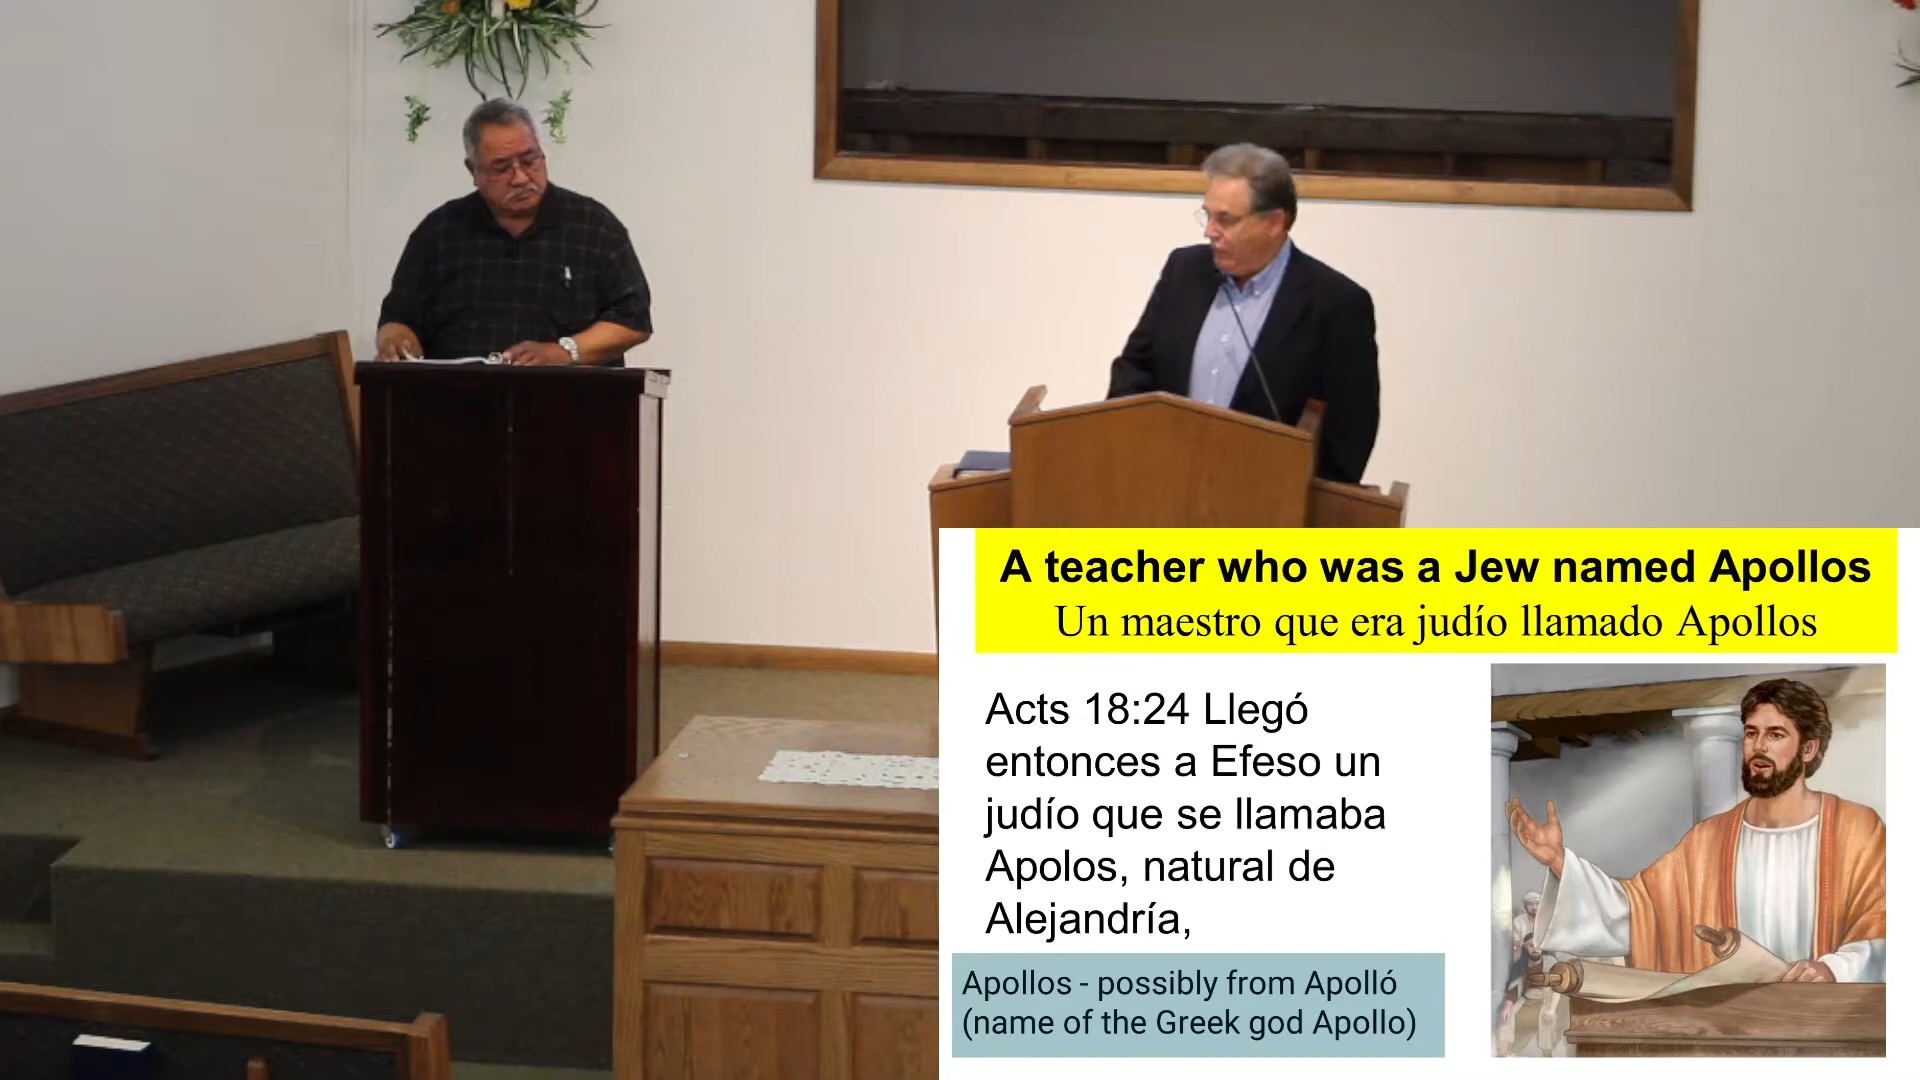 A teacher who was a Jew named Apollos
Un maestro que era judío llamado Apollos
Acts 18:24 Llegó
entonces a Efeso un
judío que se llamaba
Apolos, natural de
Alejandría,
Apollos - possibly from Apolló
(name of the Greek god Apollo)